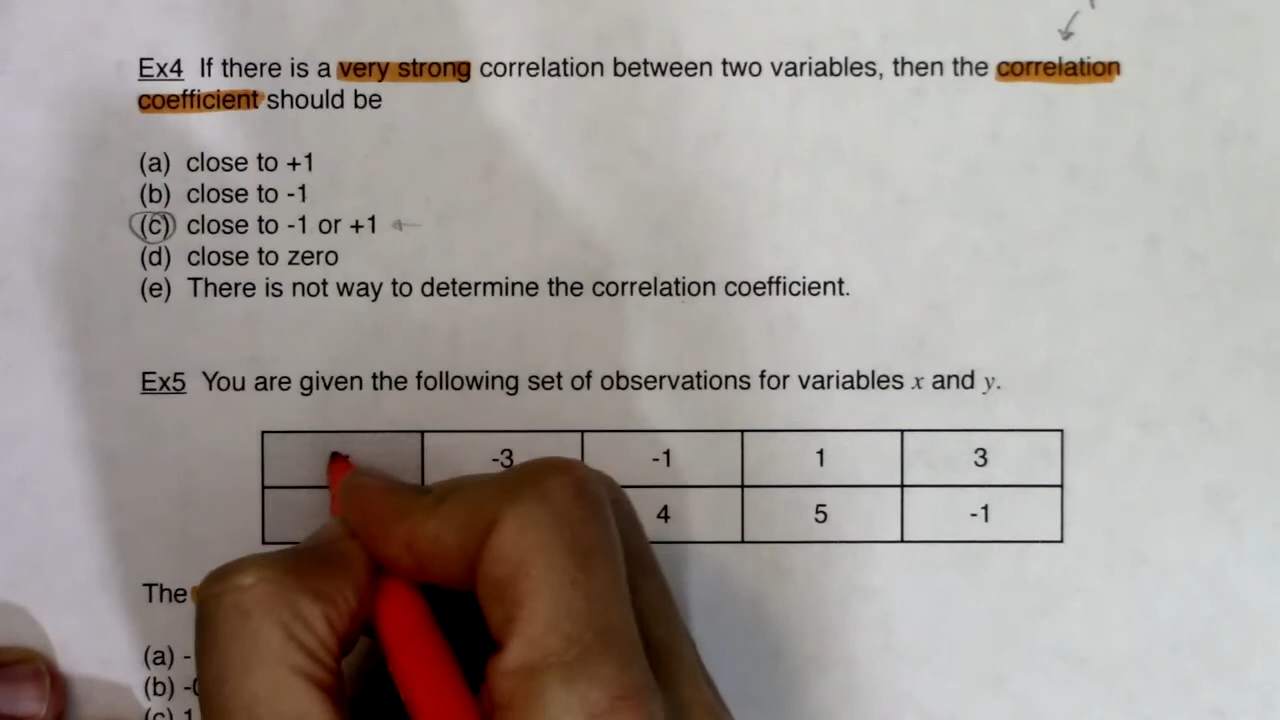 Ex4 If there is a very strong correlation between two variables, then the correlation
coefficient should be
(a) close to +1
(b) close to -1
(c) close to -1 or +1
(d) close to zero
(e) There is not way to determine the correlation coefficient.
Ex5 You are given the following set of observations for variables x and y.
-3 -1 1 3
4 5 -1
The
(a) -
(b) -
(c) 1